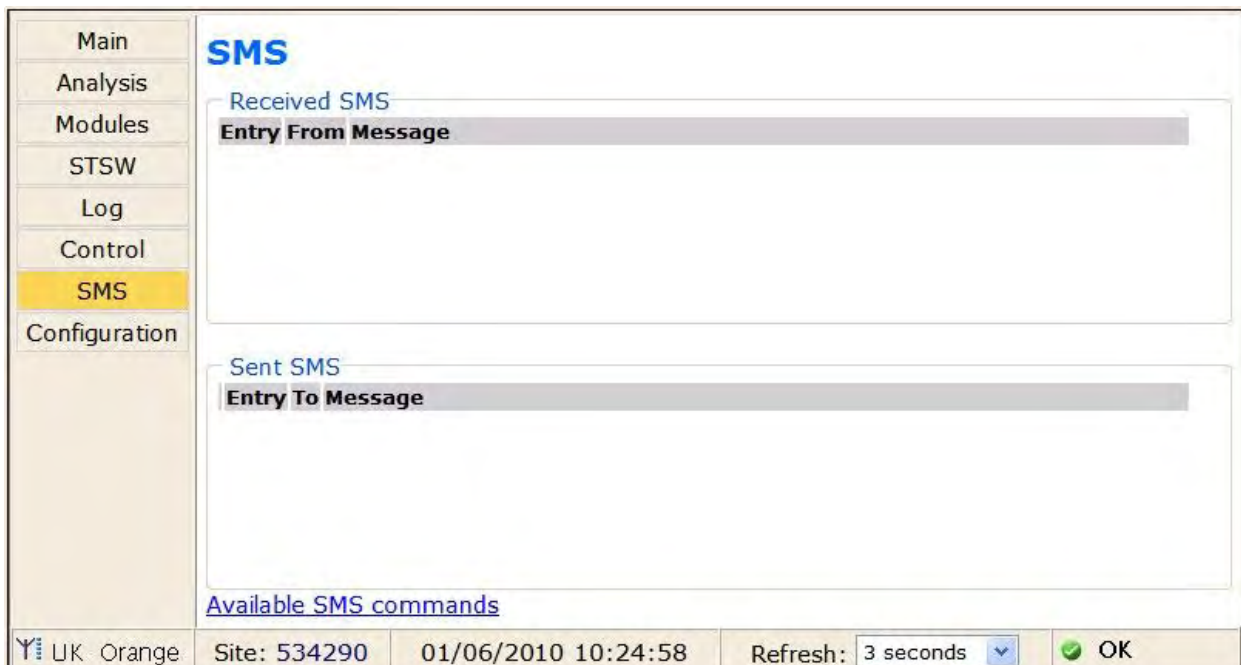 Main
Analysis
Modules
STSW
Log
Control
SMS
Configuration
SMS
Received SMS
Entry From Message
Sent SMS
Entry To Message
Available SMS commands
UK Orange
Site: 534290
01/06/2010 10:24:58
Refresh: 3 seconds
OK